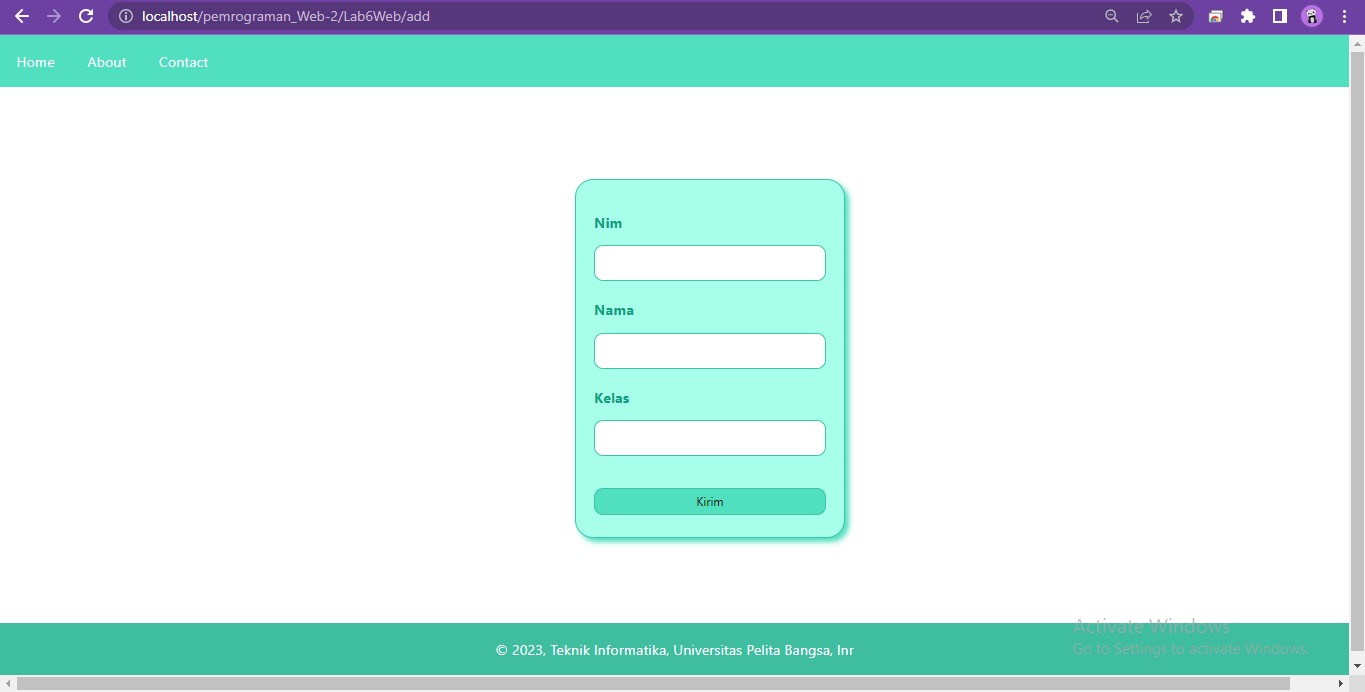 localhost/pemrograman_Web-2/Lab6Web/add
Home About Contact
Nim
Nama
Kelas
Kirim
Activate Windows
Go to Settings to activate Windows.
© 2023, Teknik Informatika, Universitas Pelita Bangsa, Inr